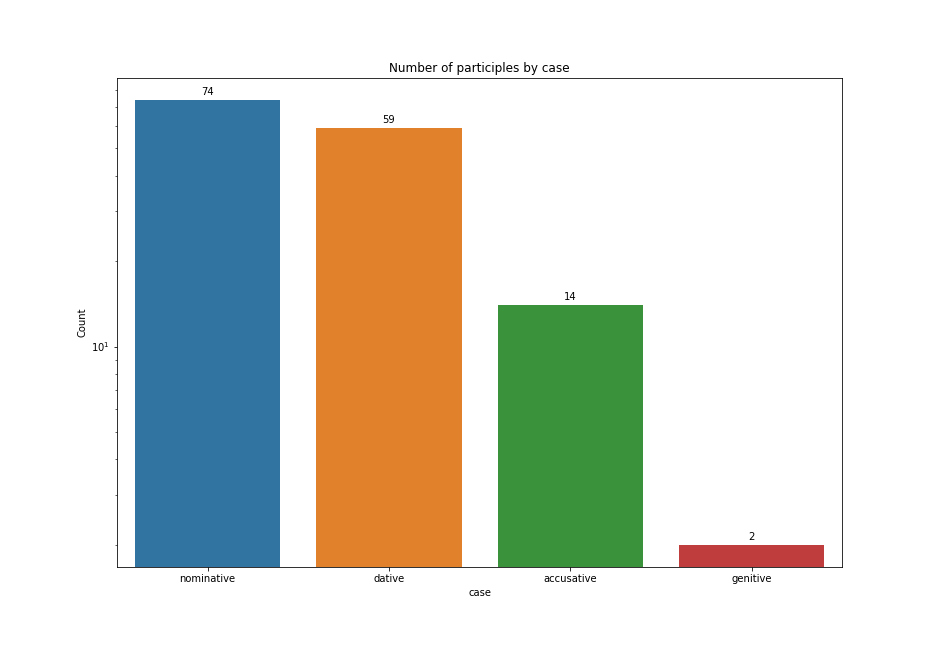 Number of participles by case
74
59
14
2
Count
10¹
nominative
dative
accusative
genitive
case